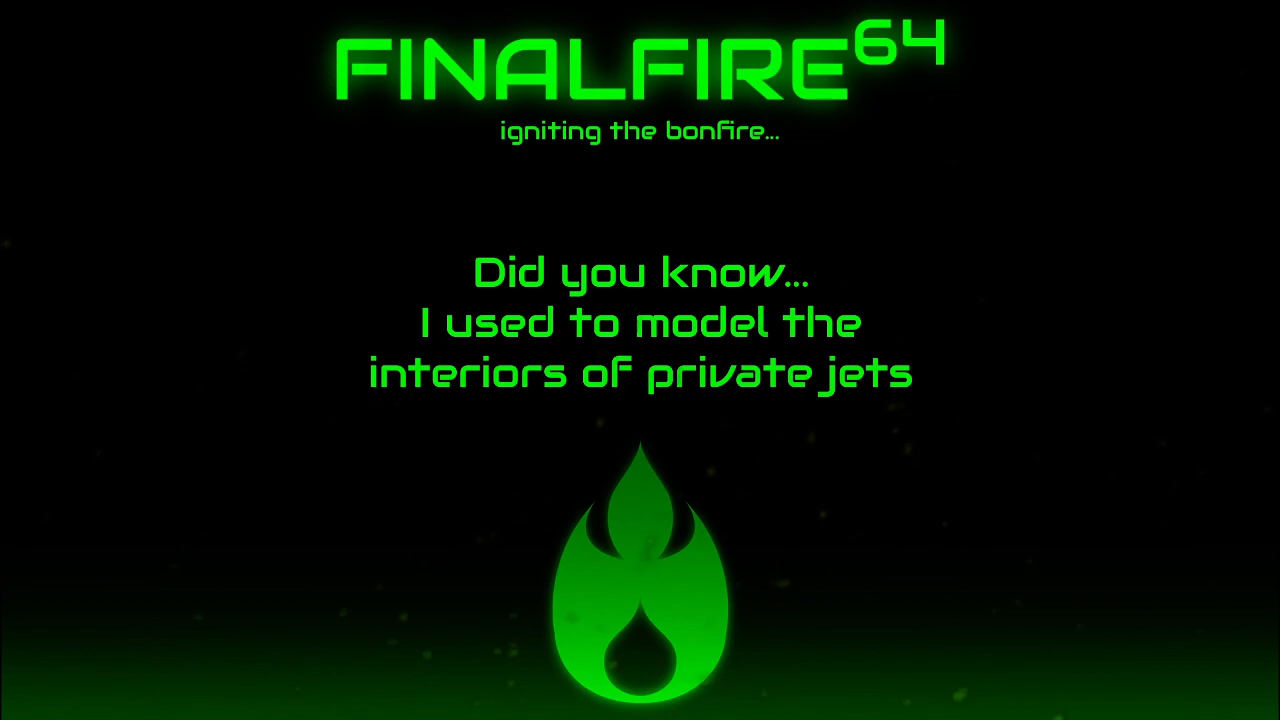 FINALFIRE64
igniting the bonfire...
Did you know...
I used to model the
interiors of private jets